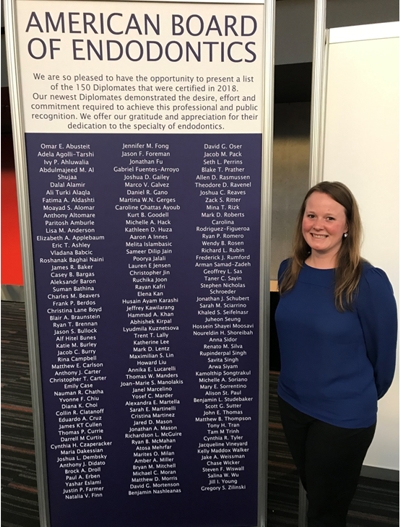 AMERICAN BOARD
OF ENDODONTICS
We are so pleased to have the opportunity to present a list
of the 150 Diplomates that were certified in 2018.
Our newest Diplomates demonstrated the desire, effort and
commitment required to achieve this professional and public
recognition. We offer our gratitude and appreciation for their
dedication to the specialty of endodontics.
Omar E. Abusteit
Adela Agolli-Tarshi
Ivy P. Ahluwalia
Abdulmajeed M. Al
Shujaa
Dalal Alamir
Ali Turki Alaqla
Fatima A. Aldashti
Moayad S. Alomar
Anthony Altomare
Paritosh Amburle
Lisa M. Anderson
Elizabeth A. Applebaum
Eric T. Ashley
Vladana Babcic
Roshanak Baghai Naini
James R. Baker
Casey B. Bargas
Aleksandr Baron
Suman Bathina
Charles M. Beavers
Frank P. Berdos
Christina Lane Boyd
Blair A. Braunstein
Ryan T. Brennan
Jason S. Bullock
Alf Hitel Bunes
Katie M. Burley
Jacob C. Burry
Rina Campbell
Matthew E. Carlson
Anthony J. Carter
Christopher T. Carter
Emily Case
Nauman R. Chatha
Yvonne F. Chiu
Diana K. Choi
Collin R. Clatanoff
Eduardo A. Cruz
James KT Cullen
Thomas P. Currie
Darrell M Curtis
Cynthia H. Czaperacker
Maria Dakessian
Joshua L. Dembsky
Anthony J. Didato
Brock A. Droll
Paul A. Erben
Yashar Eslami
Justin P. Farmer
Natalia V. Finn
Jennifer M. Fong
Jason F. Foreman
Jonathan Fu
Gabriel Fuentes-Arroyo
Joshua D. Gailey
Marco V. Galvez
Daniel R. Gano
Martina W.N. Gerges
Caroline Ghattas Ayoub
Kurt B. Goodell
Michelle A. Hack
Kathleen D. Huza
Aaron A Innes
Melita Islambasic
Sameer Dilip Jain
Poorya Jalali
Lauren E Jensen
Christopher Jin
Ruchika Joon
Rayan Kafri
Elena Kan
Husain Ayam Karashi
Jeffrey Kawilarang
Hammad A. Khan
Abhishek Kirpal
Lyudmila Kuznetsova
Trent T. Lally
Katherine Lee
Mark D. Lentz
Maximilian S. Lin
Howard Liu
Annika E. Lucarelli
Thomas W. Manders
Joan-Marie S. Manolakis
Janel Marcelino
Yosef C. Marder
Alexandra E. Martella
Sarah E. Martinelli
Cristina Martinez
Jared D. Mason
Jonathan A. Mason
Richardson L. McGuire
Ryan B. McMahan
Atosa Mehrfar
Marites O. Milan
Amber A. Miller
Bryan M. Mitchell
Michael C. Moran
Matthew D. Morris
David G. Mortenson
Benjamin Nashleanas
David G. Oser
Jacob M. Pack
Seth L. Perrins
Blake T. Prather
Allen D. Rasmussen
Theodore D. Ravenel
Joshua C. Reaves
Zack S. Ritter
Mina T. Rizk
Mark D. Roberts
Carolina
Rodriguez-Figueroa
Ryan P. Romero
Wendy B. Rosen
Richard L. Rubin
Frederick J. Rumford
Arman Samad-Zadeh
Geoffrey L. Sas
Taner C. Sayin
Stephen Nicholas
Schroeder
Jonathan J. Schubert
Sarah M. Sciarrino
Khaled S. Seifelnasr
Juheon Seung
Hossein Shayei Moosavi
Noureldin H. Shoreibah
Anna Sidor
Renato M. Silva
Rupinderpal Singh
Savita Singh
Arwa Siyam
Kamolthip Songtrakul
Michelle A. Soriano
Mary E. Sorrentino
Alison St. Paul
Benjamin L. Studebaker
Scott G. Sutter
John E. Thomas
Matthew B. Thompson
Tony H. Tran
Tam M Trinh
Cynthia R. Tyler
Jacqueline Vineyard
Kelly Maddox Walker
Jake A. Weissman
Chase Wicker
Steven F. Wiswall
Salina W. Wu
Jill I. Young
Gregory S. Zilinski